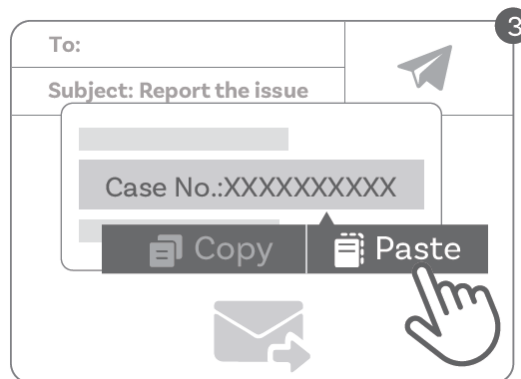 3
To:
Subject: Report the issue
Case No.:XXXXXXXXXX
Copy Paste